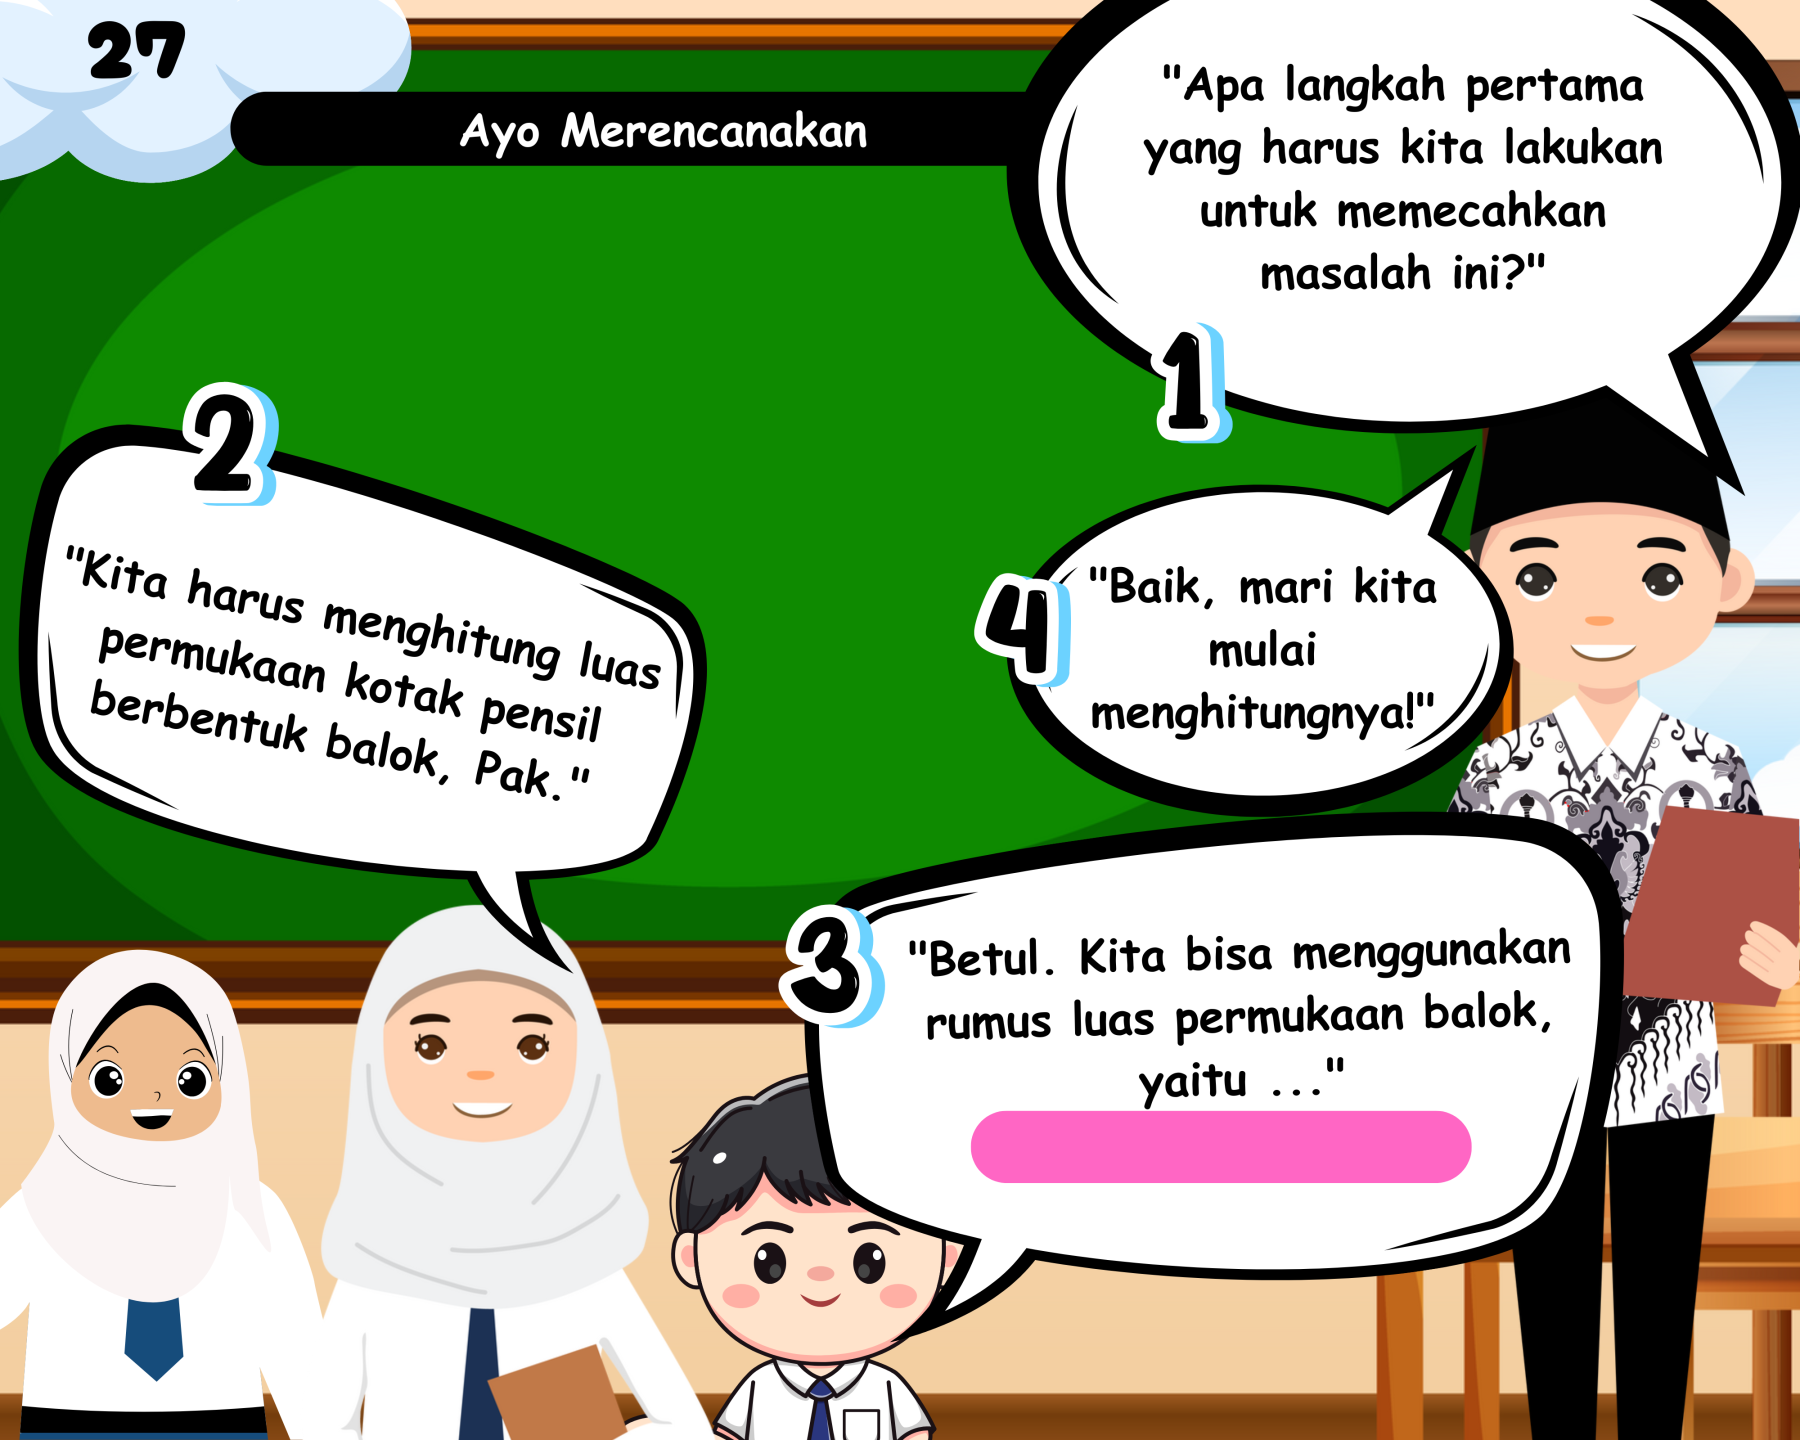 27
Ayo Merencanakan
"Apa langkah pertama
yang harus kita lakukan
untuk memecahkan
masalah ini?"
1
2
"Kita harus menghitung luas
permukaan kotak pensil
berbentuk balok, Pak."
3
"Betul. Kita bisa menggunakan
rumus luas permukaan balok,
yaitu ..."
4
"Baik, mari kita
mulai
menghitungnya!"